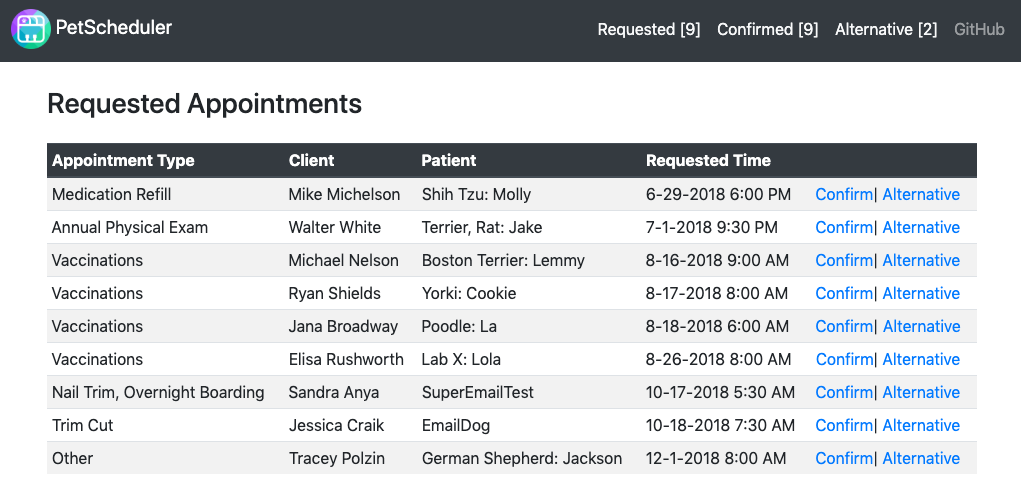 PetScheduler Requested [9] Confirmed [9] Alternative [2] GitHub
Requested Appointments
Appointment Type Client Patient Requested Time
Medication Refill Mike Michelson Shih Tzu: Molly 6-29-2018 6:00 PM Confirm| Alternative
Annual Physical Exam Walter White Terrier, Rat: Jake 7-1-2018 9:30 PM Confirm| Alternative
Vaccinations Michael Nelson Boston Terrier: Lemmy 8-16-2018 9:00 AM Confirm| Alternative
Vaccinations Ryan Shields Yorki: Cookie 8-17-2018 8:00 AM Confirm| Alternative
Vaccinations Jana Broadway Poodle: La 8-18-2018 6:00 AM Confirm| Alternative
Vaccinations Elisa Rushworth Lab X: Lola 8-26-2018 8:00 AM Confirm| Alternative
Nail Trim, Overnight Boarding Sandra Anya SuperEmailTest 10-17-2018 5:30 AM Confirm| Alternative
Trim Cut Jessica Craik EmailDog 10-18-2018 7:30 AM Confirm| Alternative
Other Tracey Polzin German Shepherd: Jackson 12-1-2018 8:00 AM Confirm| Alternative